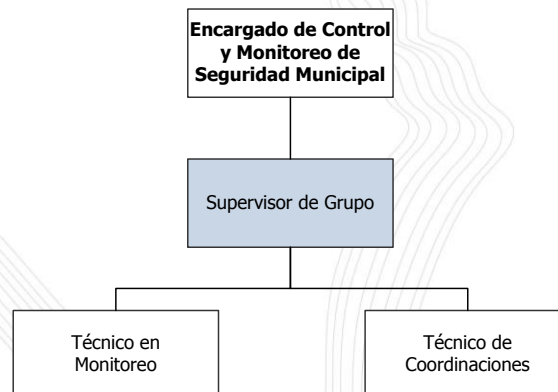 Encargado de Control
y Monitoreo de
Seguridad Municipal
Supervisor de Grupo
Técnico en
Monitoreo
Técnico de
Coordinaciones